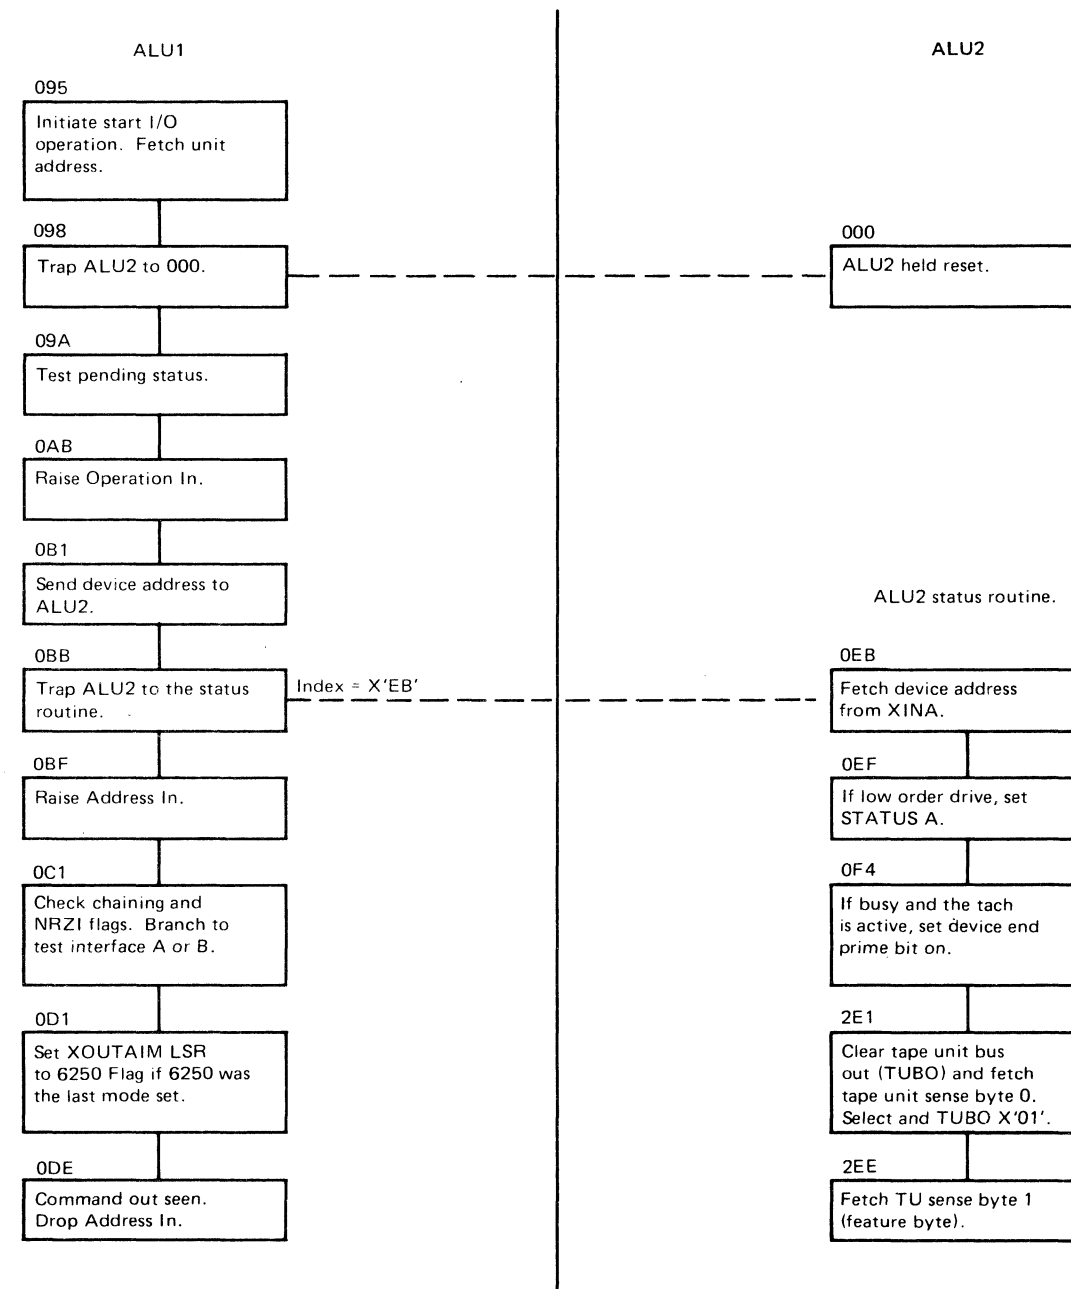 ALU1
095
Initiate start I/O
operation. Fetch unit
address.
098
Trap ALU2 to 000.
09A
Test pending status.
0AB
Raise Operation In.
0B1
Send device address to
ALU2.
0BB
Trap ALU2 to the status
routine.
Index = X'EB'
0BF
Raise Address In.
0C1
Check chaining and
NRZI flags. Branch to
test interface A or B.
0D1
Set XOUTAIM LSR
to 6250 Flag if 6250 was
the last mode set.
0DE
Command out seen.
Drop Address In.
ALU2
000
ALU2 held reset.
ALU2 status routine.
0EB
Fetch device address
from XINA.
0EF
If low order drive, set
STATUS A.
0F4
If busy and the tach
is active, set device end
prime bit on.
2E1
Clear tape unit bus
out (TUBO) and fetch
tape unit sense byte 0.
Select and TUBO X'01'.
2EE
Fetch TU sense byte 1
(feature byte).